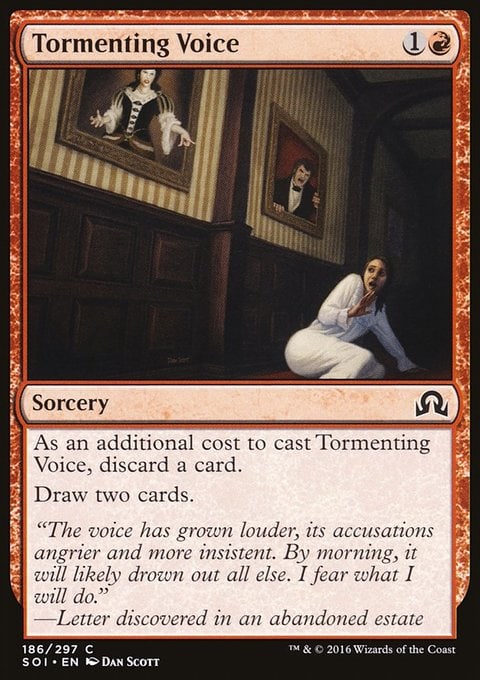 Tormenting Voice
1
DAN SCOTT
Sorcery
As an additional cost to cast Tormenting
Voice, discard a card.
Draw two cards.
“The voice has grown louder, its accusations
angrier and more insistent. By morning, it
will likely drown out all else. I fear what I
will do.”
—Letter discovered in an abandoned estate
186/297 C
SOI • EN DAN SCOTT
™ & © 2016 Wizards of the Coast